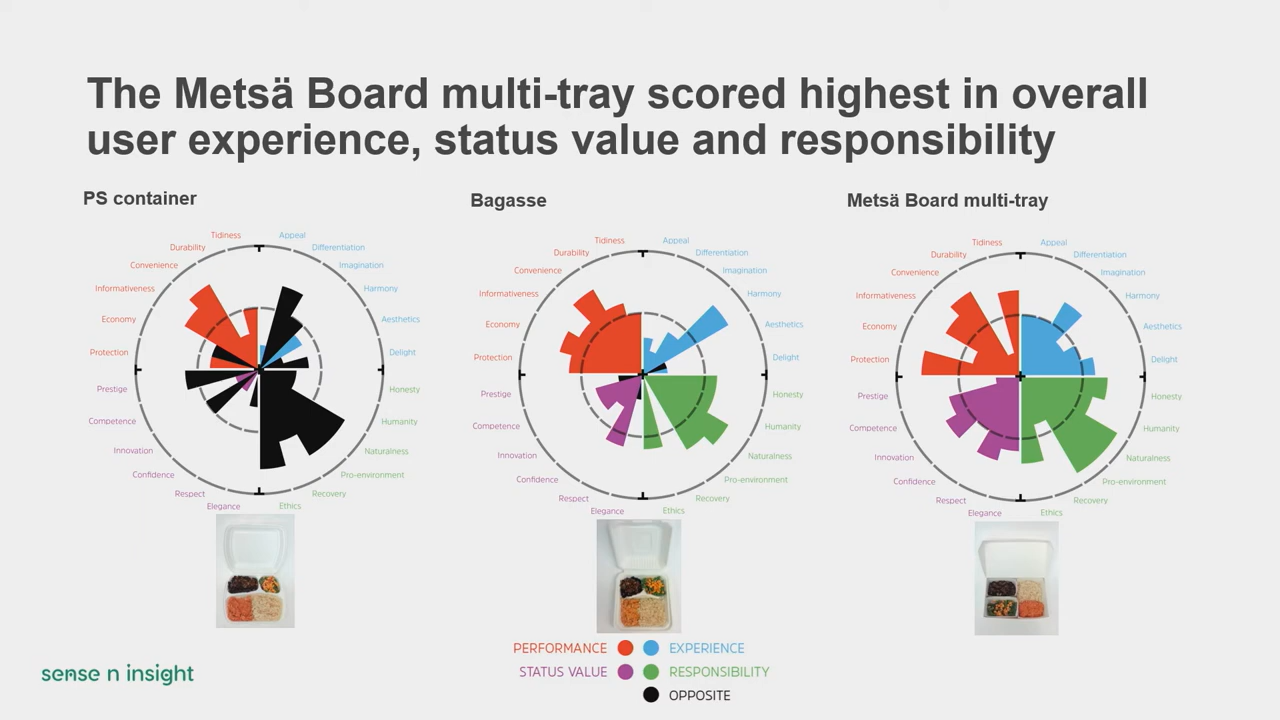 The Metsä Board multi-tray scored highest in overall
user experience, status value and responsibility
PS container
Tidiness
Appeal
Durability
Differentiation
Convenience
Imagination
Informativeness
Harmony
Economy
Aesthetics
Protection
Delight
Prestige
Honesty
Competence
Humanity
Innovation
Naturalness
Confidence
Pro-environment
Respect
Recovery
Elegance
Ethics
Bagasse
Tidiness
Appeal
Durability
Differentiation
Convenience
Imagination
Informativeness
Harmony
Economy
Aesthetics
Protection
Delight
Prestige
Honesty
Competence
Humanity
Innovation
Naturalness
Confidence
Pro-environment
Respect
Recovery
Elegance
Ethics
Metsä Board multi-tray
Tidiness
Appeal
Durability
Differentiation
Convenience
Imagination
Informativeness
Harmony
Economy
Aesthetics
Protection
Delight
Prestige
Honesty
Competence
Humanity
Innovation
Naturalness
Confidence
Pro-environment
Respect
Recovery
Elegance
Ethics
PERFORMANCE
EXPERIENCE
STATUS VALUE
RESPONSIBILITY
OPPOSITE
sense n insight